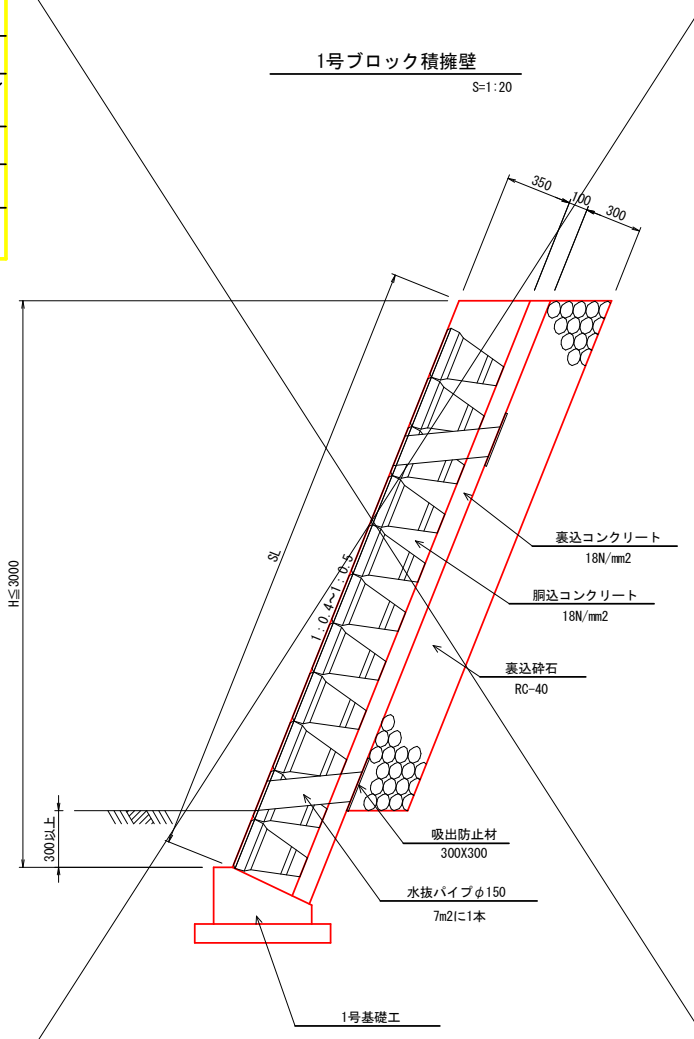 1号ブロック積擁壁
S=1:20
350
100
300
SL
H≦3000
1:0.4~1:0.5
裏込コンクリート
18N/mm2
胴込コンクリート
18N/mm2
裏込砕石
RC-40
300以上
吸出防止材
300X300
水抜パイプφ150
7m2に1本
1号基礎工